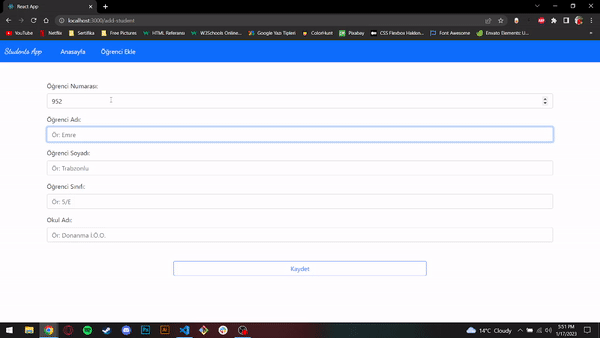 React App
localhost:3000/add-student
YouTube Netflix Sertifika Free Pictures HTML Referansı W3Schools Online... Google Yazı Tipleri ColorHunt Pixabay CSS Flexbox Hakkın... Font Awesome Envato Elements: U...
Students App Anasayfa Öğrenci Ekle
Öğrenci Numarası:
952
Öğrenci Adı:
Ör: Emre
Öğrenci Soyadı:
Ör: Trabzonlu
Öğrenci Sınıfı:
Ör: 5/E
Okul Adı:
Ör: Donanma İ.Ö.O.
Kaydet
14°C Cloudy
5:51 PM
1/17/2023